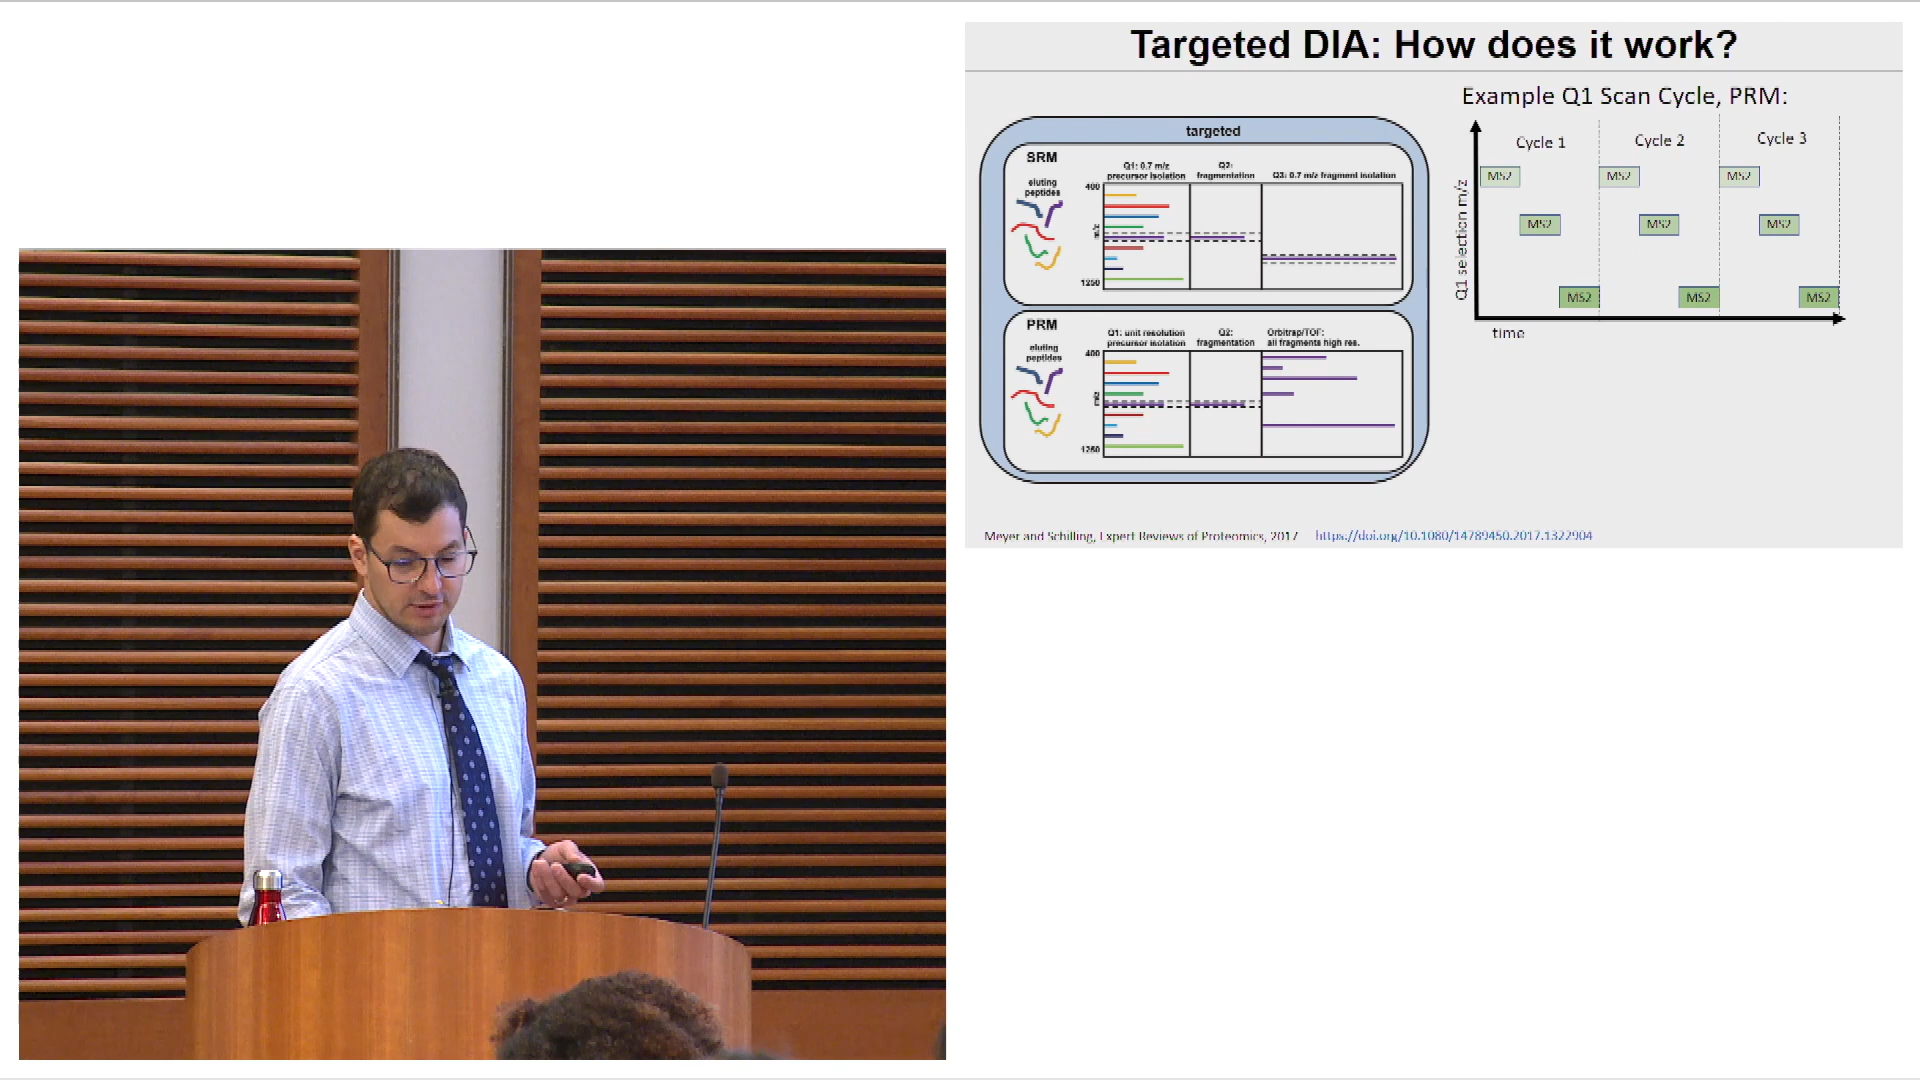 Targeted DIA: How does it work?
targeted
SRM
eluting
peptides
Q1: 0.7 m/z
precursor isolation
Q2:
fragmentation
Q3: 0.7 m/z fragment isolation
400
m/z
1250
PRM
eluting
peptides
Q1: unit resolution
precursor isolation
Q2:
fragmentation
Orbitrap/TOF:
all fragments high res.
400
m/z
1250
Example Q1 Scan Cycle, PRM:
Cycle 1
Cycle 2
Cycle 3
MS2
MS2
MS2
MS2
MS2
MS2
MS2
MS2
MS2
Q1 selection m/z
time
Meyer and Schilling, Expert Reviews of Proteomics, 2017 https://doi.org/10.1080/14789450.2017.1322904